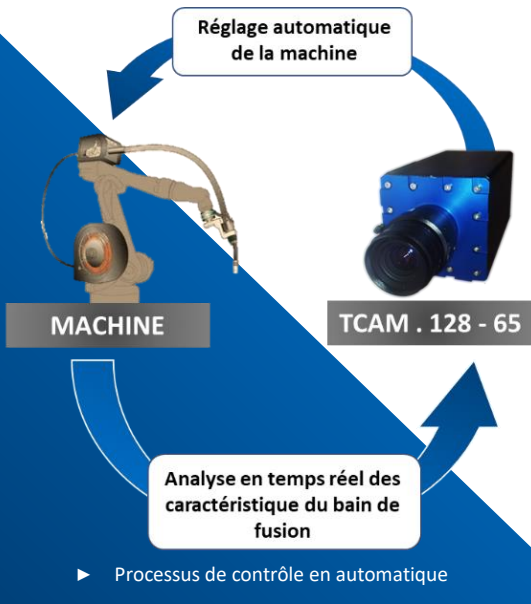 Réglage automatique
de la machine
MACHINE
TCAM . 128 - 65
Analyse en temps réel des
caractéristique du bain de
fusion
► Processus de contrôle en automatique